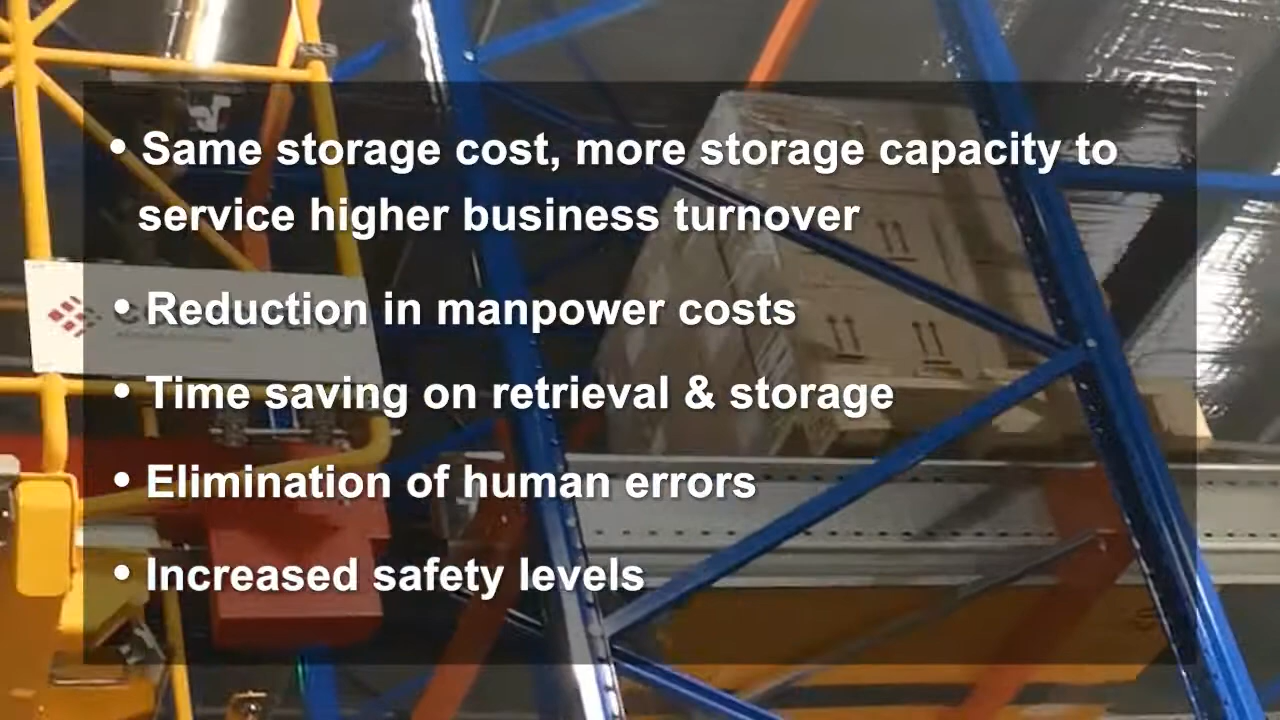 • Same storage cost, more storage capacity to
service higher business turnover
• Reduction in manpower costs
• Time saving on retrieval & storage
• Elimination of human errors
• Increased safety levels